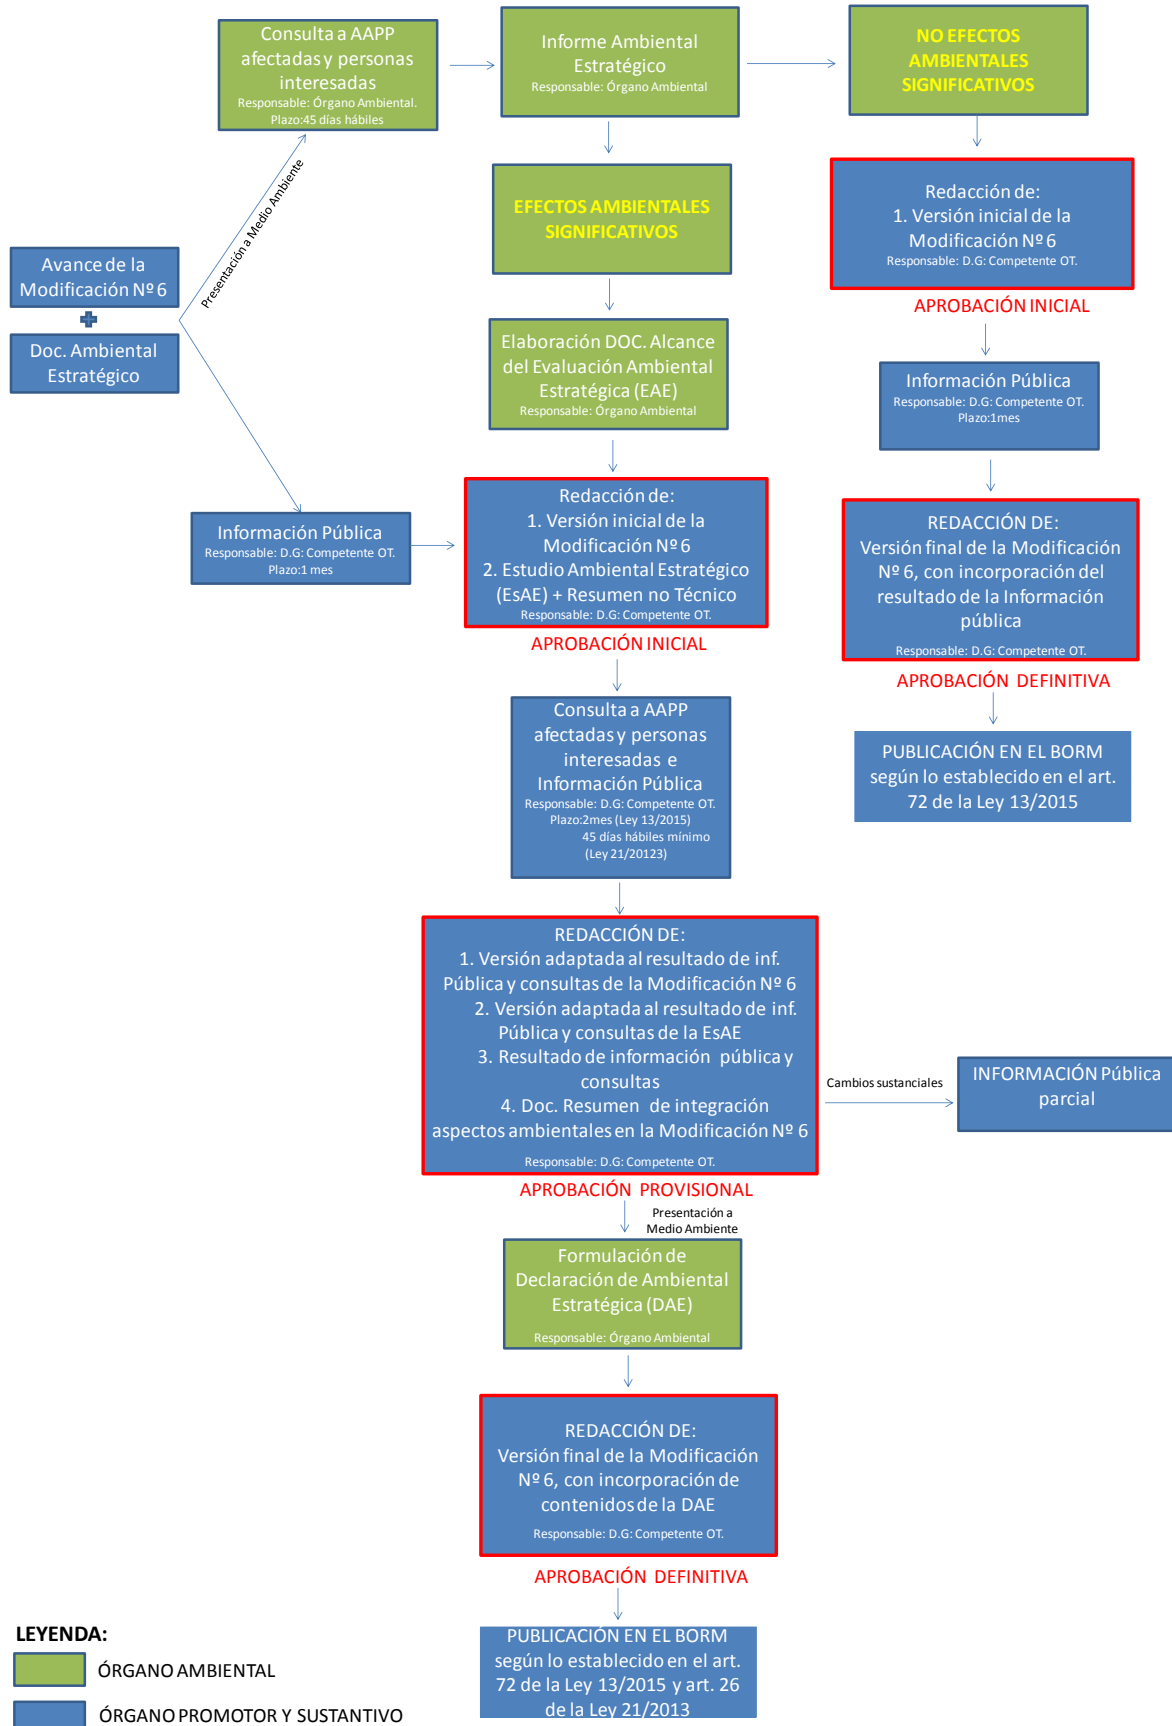 Consulta a AAPP
afectadas y personas
interesadas
Responsable: Órgano Ambiental.
Plazo:45 días hábiles
Informe Ambiental
Estratégico
Responsable: Órgano Ambiental
NO EFECTOS
AMBIENTALES
SIGNIFICATIVOS
Presentación a Medio Ambiente
EFECTOS AMBIENTALES
SIGNIFICATIVOS
Redacción de:
1. Versión inicial de la
Modificación Nº 6
Responsable: D.G: Competente OT.
APROBACIÓN INICIAL
Avance de la
Modificación Nº 6
Doc. Ambiental
Estratégico
Elaboración DOC. Alcance
del Evaluación Ambiental
Estratégica (EAE)
Responsable: Órgano Ambiental
Información Pública
Responsable: D.G: Competente OT.
Plazo:1mes
Información Pública
Responsable: D.G: Competente OT.
Plazo:1 mes
Redacción de:
1. Versión inicial de la
Modificación Nº 6
2. Estudio Ambiental Estratégico
(EsAE) + Resumen no Técnico
Responsable: D.G: Competente OT.
APROBACIÓN INICIAL
REDACCIÓN DE:
Versión final de la Modificación
Nº 6, con incorporación del
resultado de la Información
pública
Responsable: D.G: Competente OT.
APROBACIÓN DEFINITIVA
Consulta a AAPP
afectadas y personas
interesadas e
Información Pública
Responsable: D.G: Competente OT.
Plazo:2mes (Ley 13/2015)
45 días hábiles mínimo
(Ley 21/20123)
PUBLICACIÓN EN EL BORM
según lo establecido en el art.
72 de la Ley 13/2015
REDACCIÓN DE:
1. Versión adaptada al resultado de inf.
Pública y consultas de la Modificación Nº 6
2. Versión adaptada al resultado de inf.
Pública y consultas de la EsAE
3. Resultado de información pública y
consultas
4. Doc. Resumen de integración
aspectos ambientales en la Modificación Nº 6
Responsable: D.G: Competente OT.
Cambios sustanciales
INFORMACIÓN Pública
parcial
APROBACIÓN PROVISIONAL
Presentación a
Medio Ambiente
Formulación de
Declaración de Ambiental
Estratégica (DAE)
Responsable: Órgano Ambiental
REDACCIÓN DE:
Versión final de la Modificación
Nº 6, con incorporación de
contenidos de la DAE
Responsable: D.G: Competente OT.
APROBACIÓN DEFINITIVA
PUBLICACIÓN EN EL BORM
según lo establecido en el art.
72 de la Ley 13/2015 y art. 26
de la Ley 21/2013
LEYENDA:
ÓRGANO AMBIENTAL
ÓRGANO PROMOTOR Y SUSTANTIVO